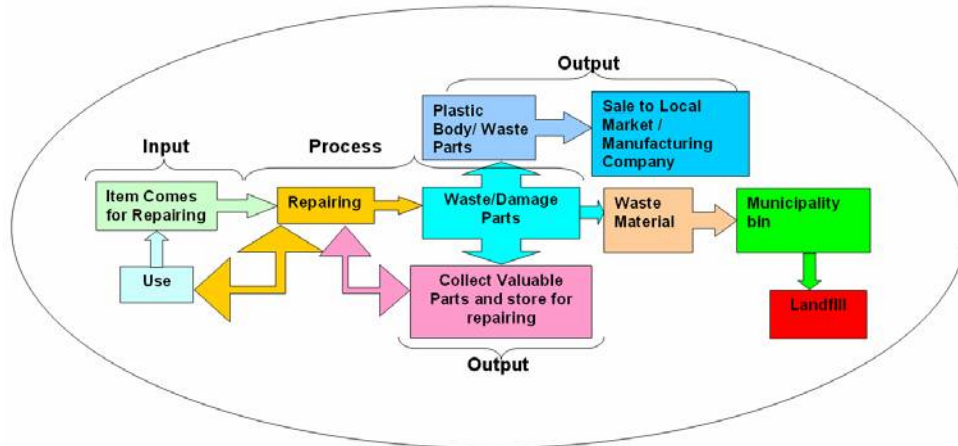 Output
Plastic
Body/ Waste
Parts
Sale to Local
Market /
Manufacturing
Company
Input
Process
Item Comes
for Repairing
Repairing
Waste/Damage
Parts
Waste
Material
Municipality
bin
Use
Collect Valuable
Parts and store for
repairing
Landfill
Output